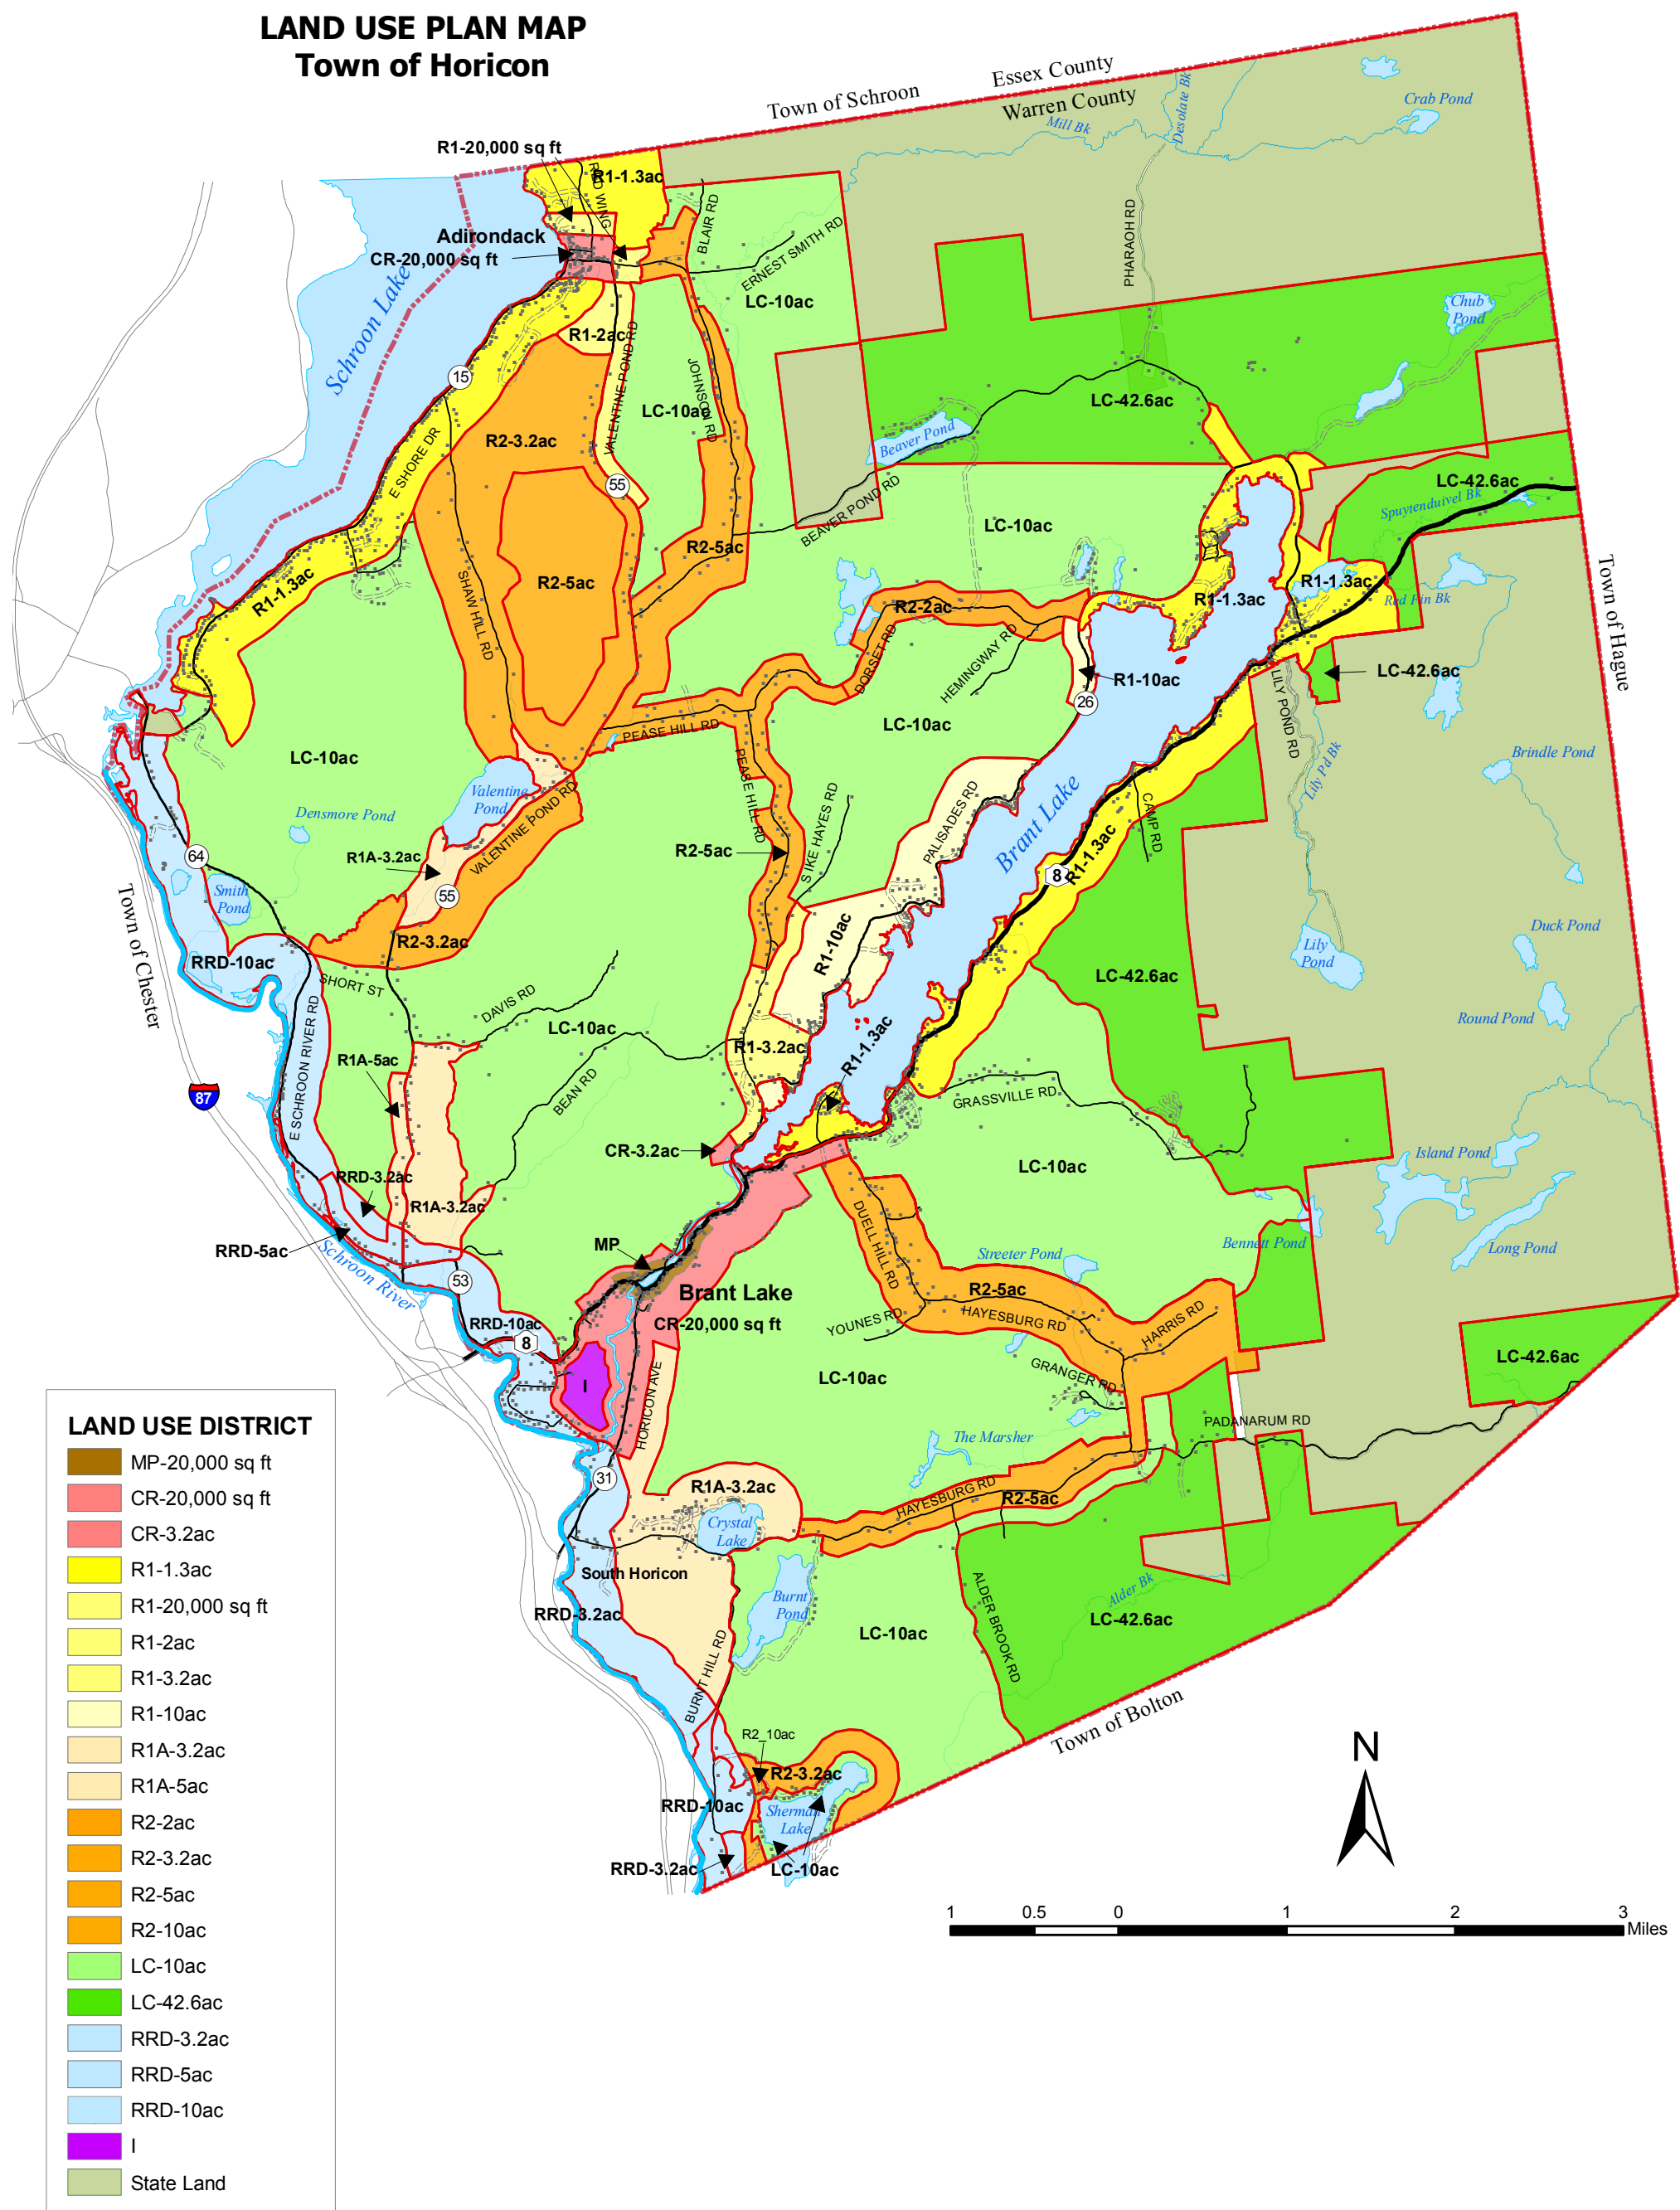 LAND USE PLAN MAP
Town of Horicon
Essex County
Town of Schroon
Warren County
Desolate Bk
Mill Bk
Crab Pond
R1-20,000 sq ft
RED WING
R1-1.3ac
BLAIR RD
PHARAOH RD
Adirondack
CR-20,000 sq ft
ERNEST SMITH RD
LC-10ac
Schroon Lake
Chub
Pond
R1-2ac
VALENTINE POND RD
JOHNSON RD
15
LC-10ac
LC-42.6ac
R2-3.2ac
Beaver Pond
E SHORE DR
55
LC-42.6ac
Spuytenduivel Bk
BEAVER POND RD
LC-10ac
R2-5ac
Town of Hague
R1-1.3ac
SHAW HILL RD
R2-5ac
R1-1.3ac
Red Fin Bk
R1-1.3ac
R2-2ac
DORSET RD
HEMINGWAY RD
R1-10ac
LC-42.6ac
26
LILY POND RD
PEASE HILL RD
LC-10ac
LC-10ac
PEASE HILL RD
Brindle Pond
Lily Pd Bk
Valentine
Pond
VALENTINE POND RD
Densmore Pond
S IKE HAYES RD
PALISADES RD
Brant Lake
CAMP RD
R1A-3.2ac
R2-5ac
R1-1.3ac
8
64
55
Smith
Pond
Town of Chester
R1-10ac
Duck Pond
R2-3.2ac
Lily
Pond
RRD-10ac
SHORT ST
LC-42.6ac
DAVIS RD
Round Pond
LC-10ac
E SCHROON RIVER RD
R1A-5ac
R1-3.2ac
R1-1.3ac
BEAN RD
87
GRASSVILLE RD
CR-3.2ac
Island Pond
LC-10ac
RRD-3.2ac
R1A-3.2ac
DUELL HILL RD
RRD-5ac
MP
Schroon River
Streeter Pond
Bennett Pond
Long Pond
53
Brant Lake
R2-5ac
CR-20,000 sq ft
YOUNES RD
HAYESBURG RD
HARRIS RD
RRD-10ac
8
I
HORICON AVE
LC-10ac
GRANGER RD
LC-42.6ac
PADANARUM RD
The Marsher
31
R1A-3.2ac
HAYESBURG RD
R2-5ac
Crystal
Lake
South Horicon
Burnt
Pond
ALDER BROOK RD
Alder Bk
RRD-3.2ac
LC-10ac
LC-42.6ac
BURNT HILL RD
Town of Bolton
R2_10ac
R2-3.2ac
RRD-10ac
Sherman
Lake
RRD-3.2ac
LC-10ac
N
1 0.5 0 1 2 3
Miles
LAND USE DISTRICT
MP-20,000 sq ft
CR-20,000 sq ft
CR-3.2ac
R1-1.3ac
R1-20,000 sq ft
R1-2ac
R1-3.2ac
R1-10ac
R1A-3.2ac
R1A-5ac
R2-2ac
R2-3.2ac
R2-5ac
R2-10ac
LC-10ac
LC-42.6ac
RRD-3.2ac
RRD-5ac
RRD-10ac
I
State Land